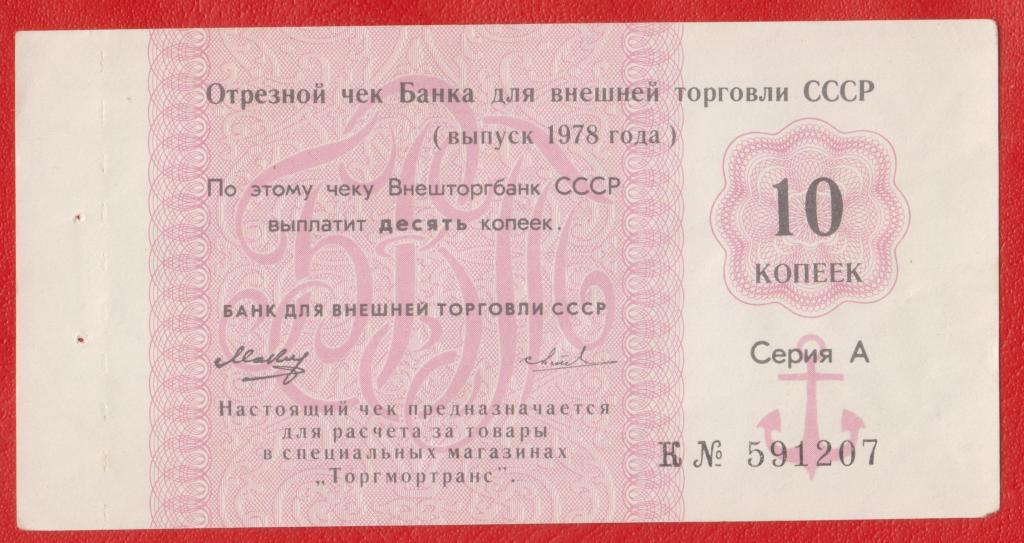 Отрезной чек Банка для внешней торговли СССР
(выпуск 1978 года)
По этому чеку Внешторгбанк СССР
выплатит десять копеек.
10
КОПЕЕК
БАНК ДЛЯ ВНЕШНЕЙ ТОРГОВЛИ СССР
Серия А
Настоящий чек предназначается
для расчета за товары
в специальных магазинах
„Торгмортранс".
К № 591207